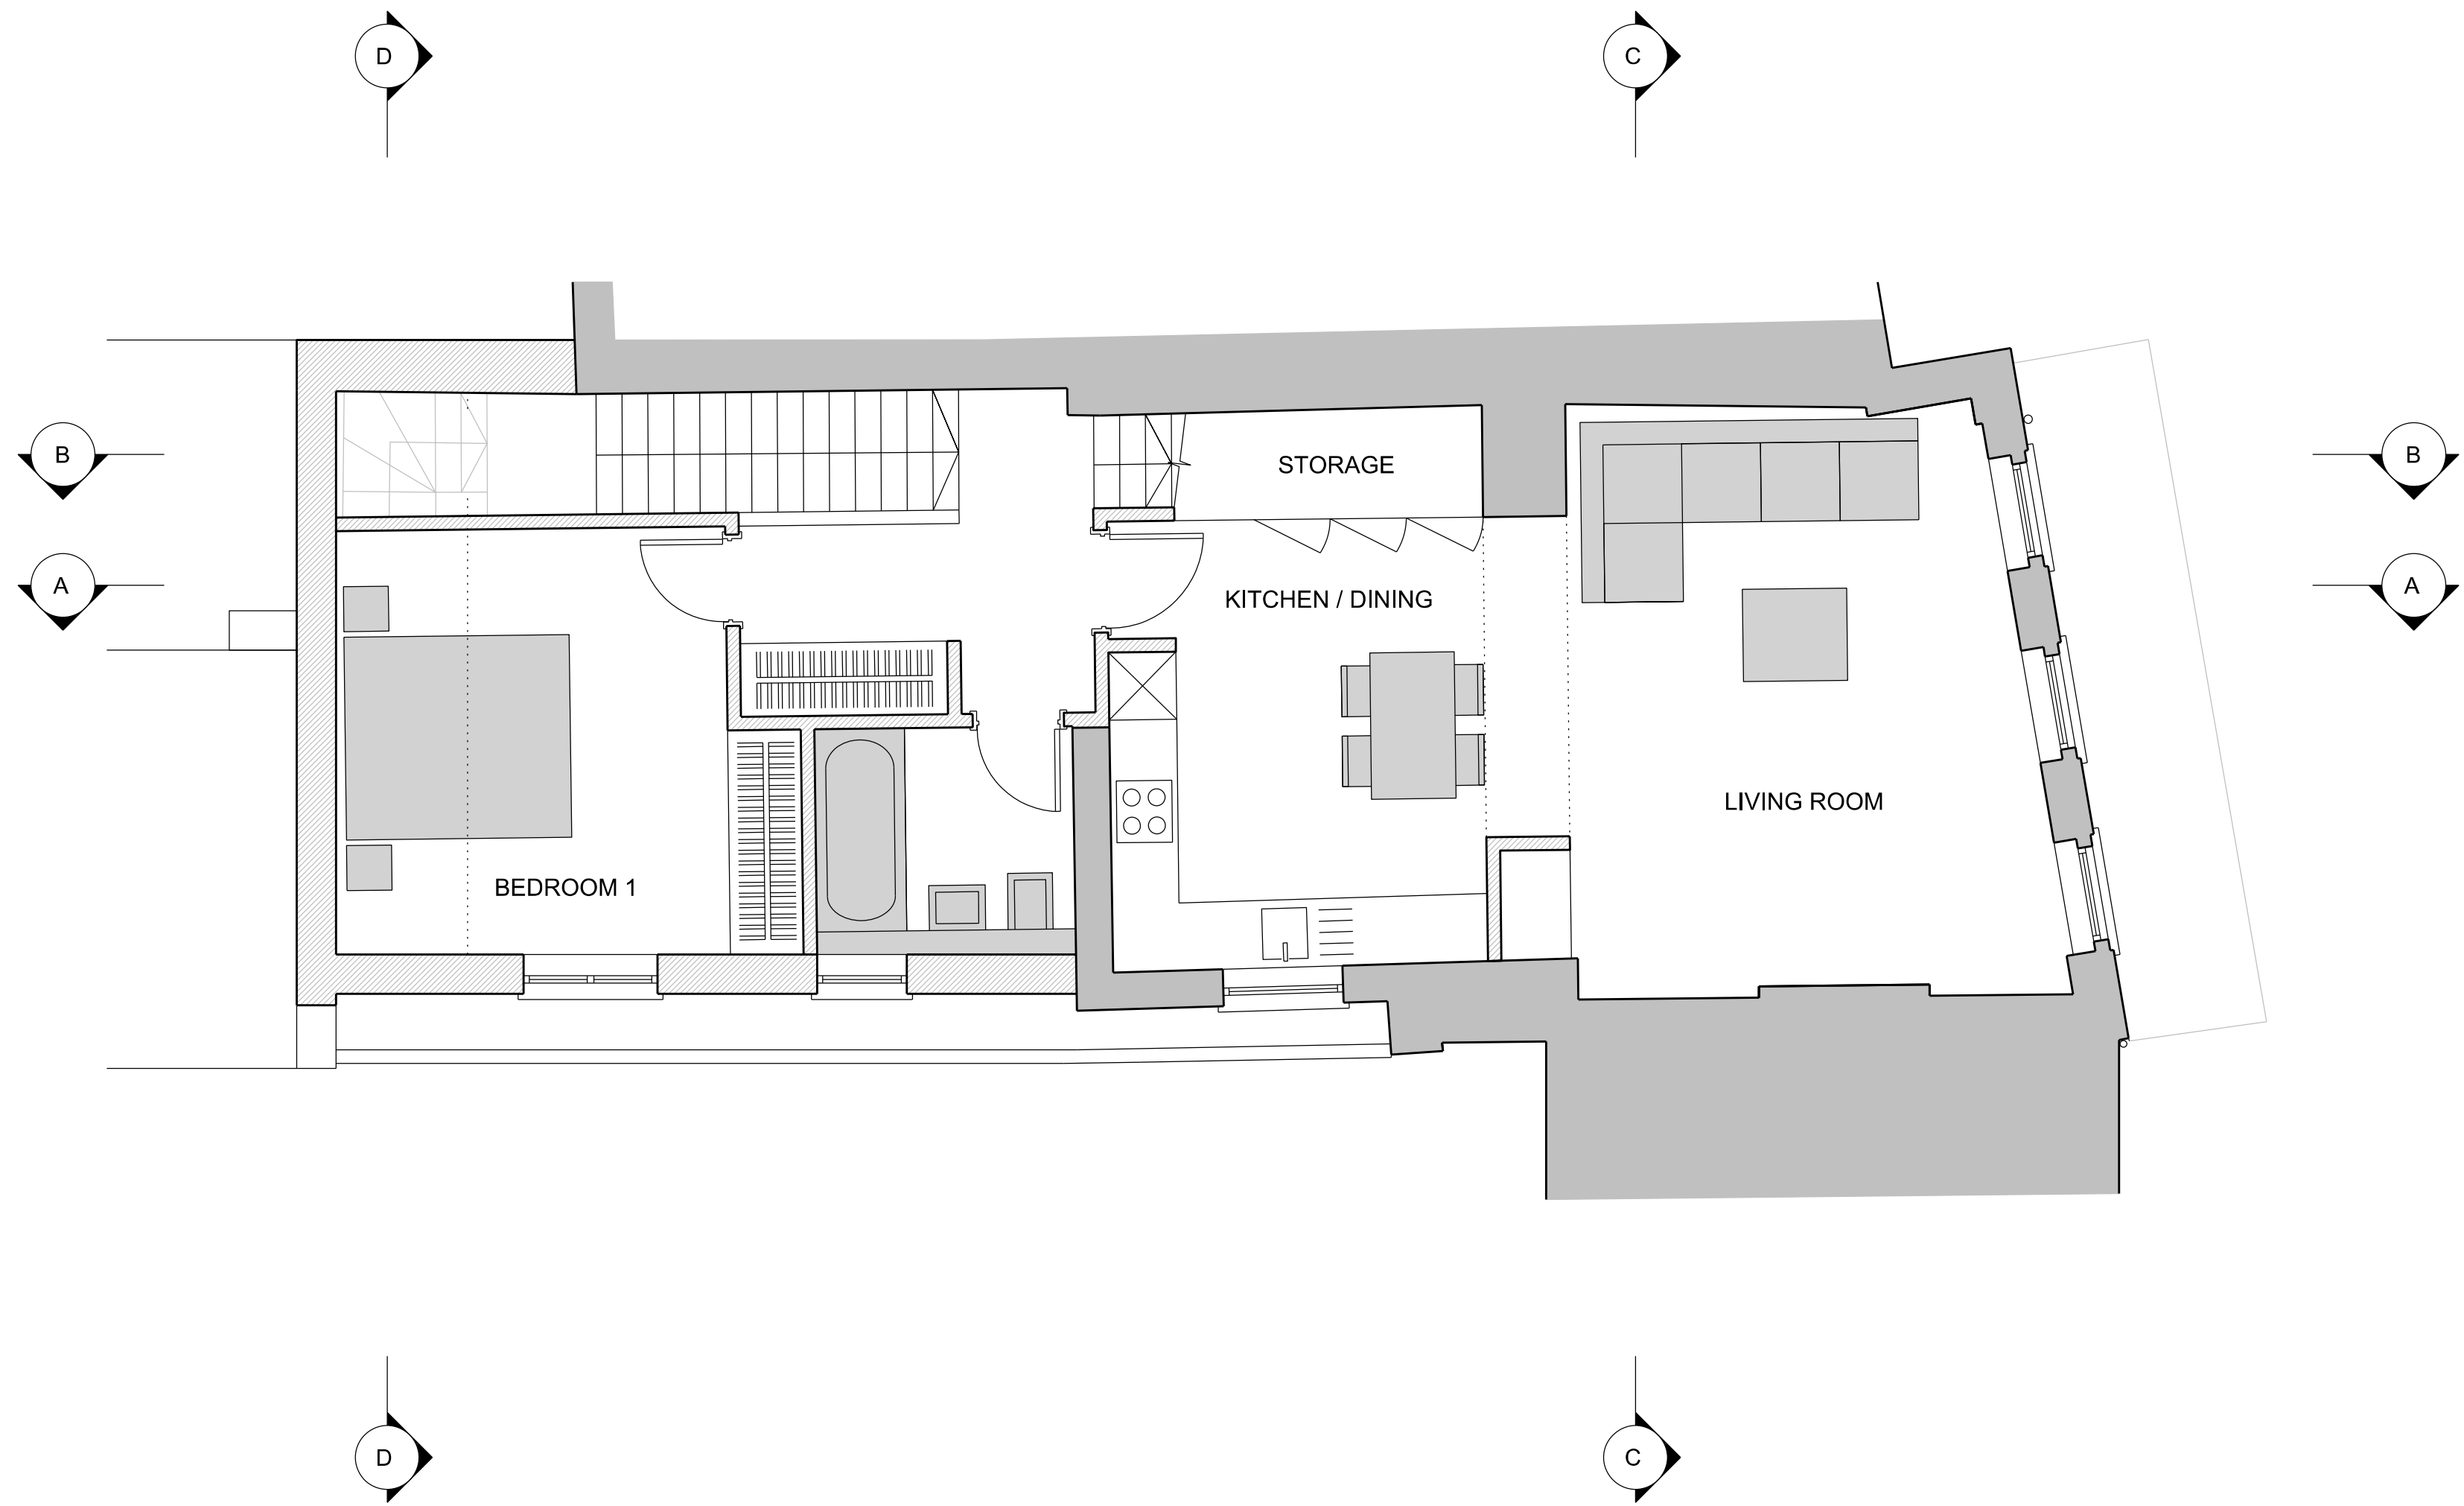 D
C
B
B
STORAGE
A
A
KITCHEN / DINING
LIVING ROOM
BEDROOM 1
D
C